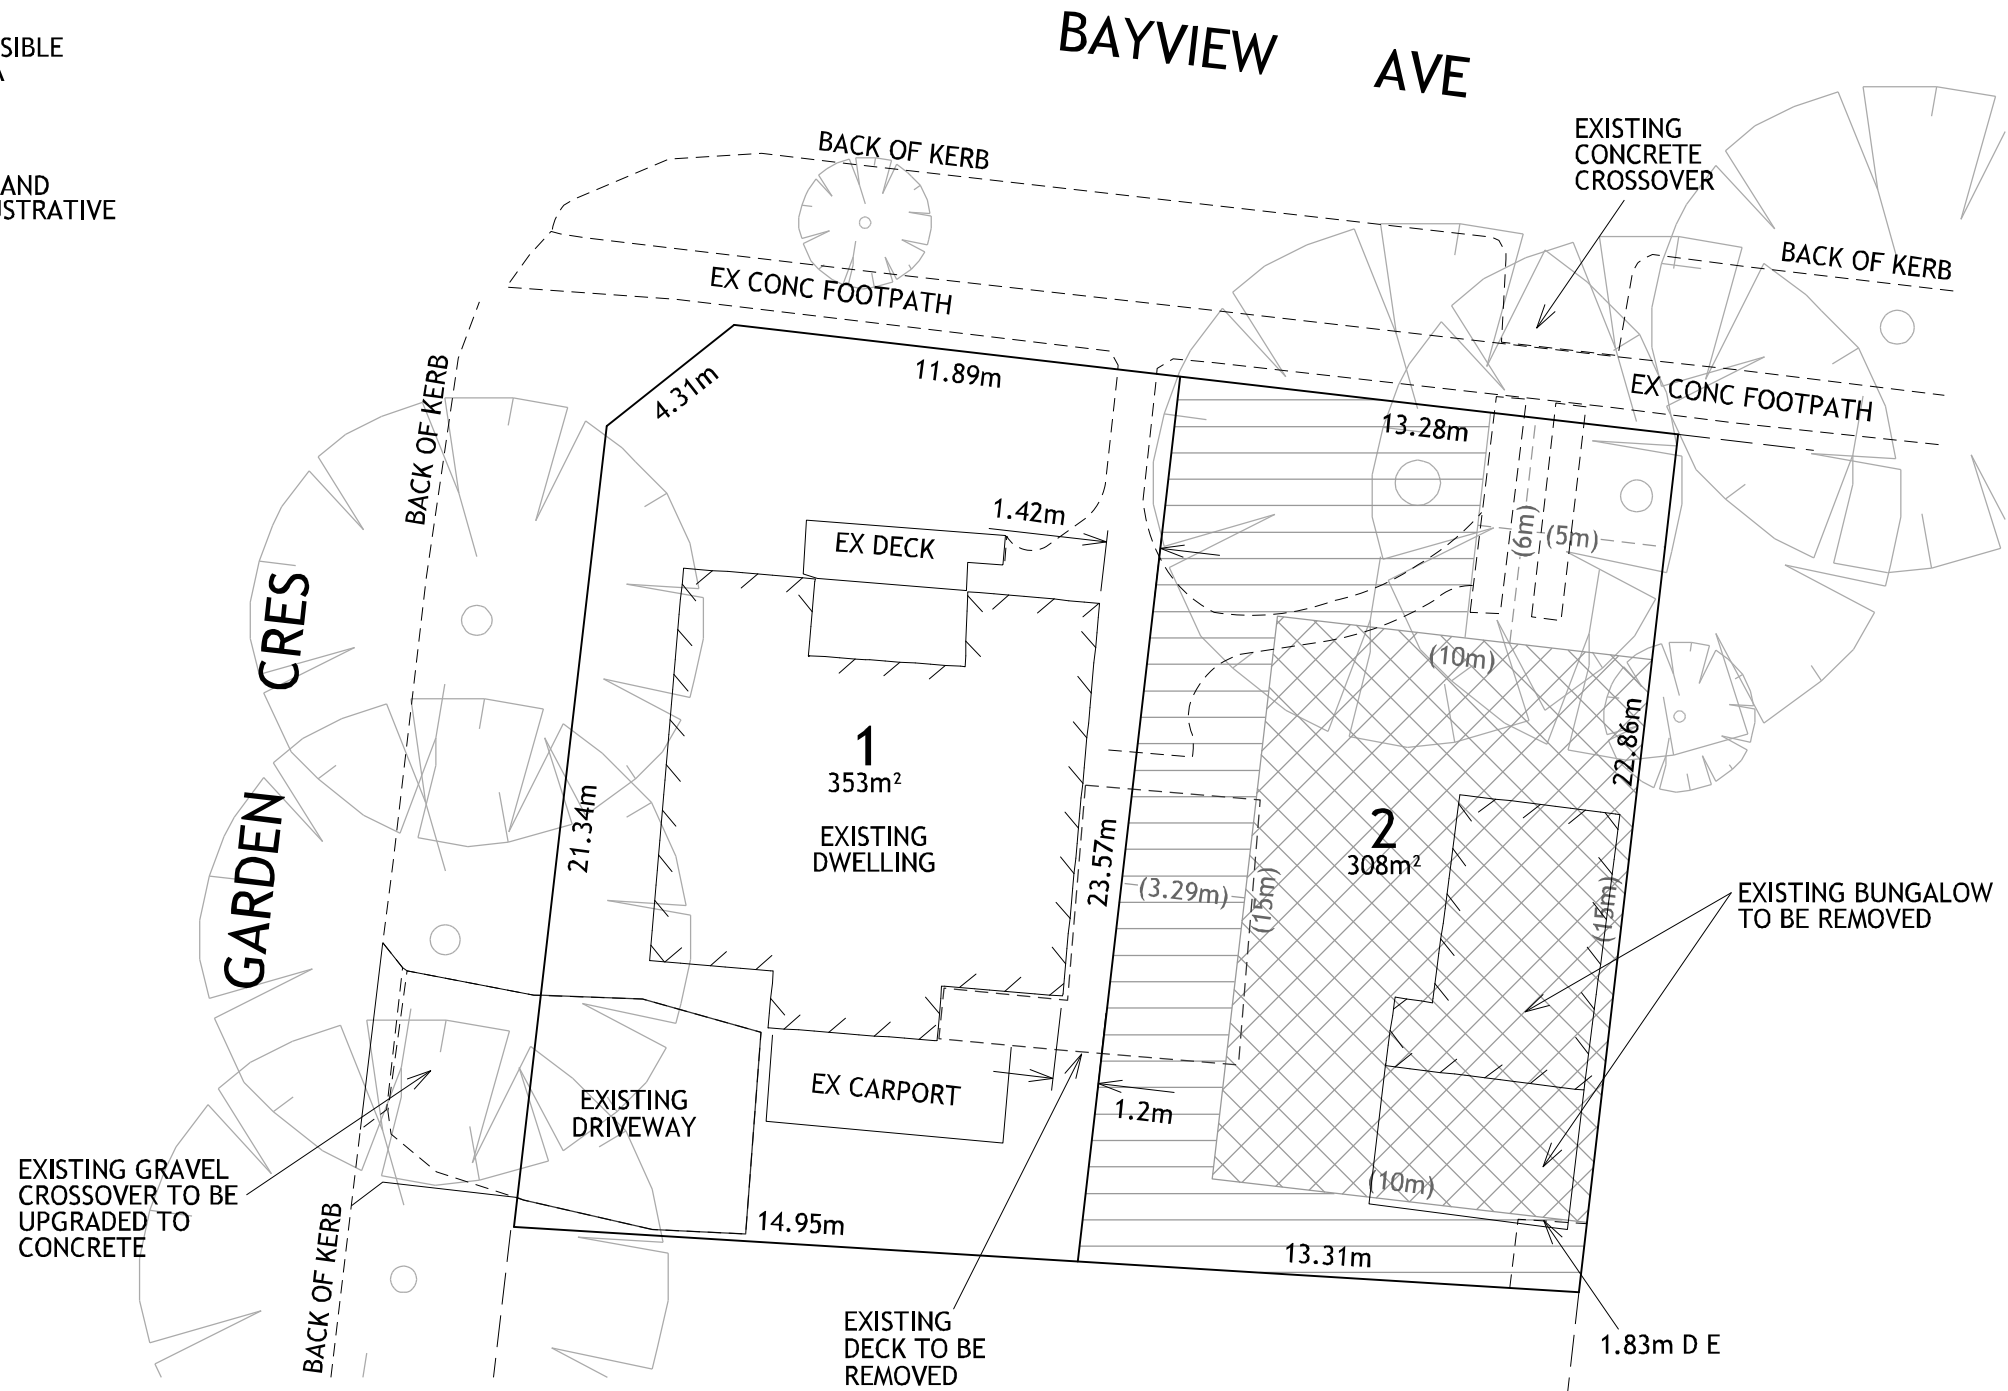 BAYVIEW AVE
SIBLE
A
AND
USTRATIVE
BACK OF KERB
EXISTING
CONCRETE
CROSSOVER
BACK OF KERB
EX CONC FOOTPATH
EX CONC FOOTPATH
BACK OF KERB
4.31m
11.89m
13.28m
1.42m
EX DECK
(6m)
(5m)
(10m)
GARDEN CRES
21.34m
1
353m²
EXISTING
DWELLING
23.57m
(3.29m)
(15m)
2
308m²
22.86m
(15m)
EXISTING BUNGALOW
TO BE REMOVED
EXISTING
DRIVEWAY
EX CARPORT
1.2m
(10m)
EXISTING GRAVEL
CROSSOVER TO BE
UPGRADED TO
CONCRETE
BACK OF KERB
14.95m
13.31m
EXISTING
DECK TO BE
REMOVED
1.83m D E